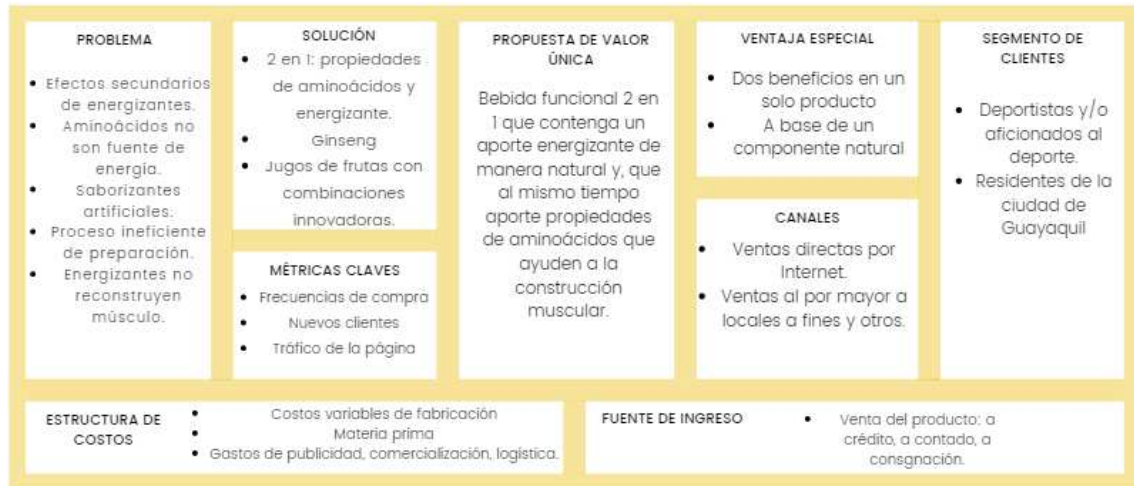 PROBLEMA
• Efectos secundarios
de energizantes.
• Aminoácidos no
son fuente de
energía.
• Saborizantes
artificiales.
• Proceso ineficiente
de preparación.
• Energizantes no
reconstruyen
músculo.
SOLUCIÓN
• 2 en 1: propiedades
de aminoácidos y
energizante.
• Ginseng
• Jugos de frutas con
combinaciones
innovadoras.
MÉTRICAS CLAVES
• Frecuencias de compra
• Nuevos clientes
• Tráfico de la página
PROPUESTA DE VALOR
ÚNICA
Bebida funcional 2 en
1 que contenga un
aporte energizante de
manera natural y, que
al mismo tiempo
aporte propiedades
de aminoácidos que
ayuden a la
construcción
muscular.
VENTAJA ESPECIAL
• Dos beneficios en un
solo producto
• A base de un
componente natural
CANALES
• Ventas directas por
Internet.
• Ventas al por mayor a
locales a fines y otros.
SEGMENTO DE
CLIENTES
• Deportistas y/o
aficionados al
deporte.
• Residentes de la
ciudad de
Guayaquil
ESTRUCTURA DE
COSTOS
• Costos variables de fabricación
• Materia prima
• Gastos de publicidad, comercialización, logística.
FUENTE DE INGRESO
• Venta del producto: a
crédito, a contado, a
consgnación.